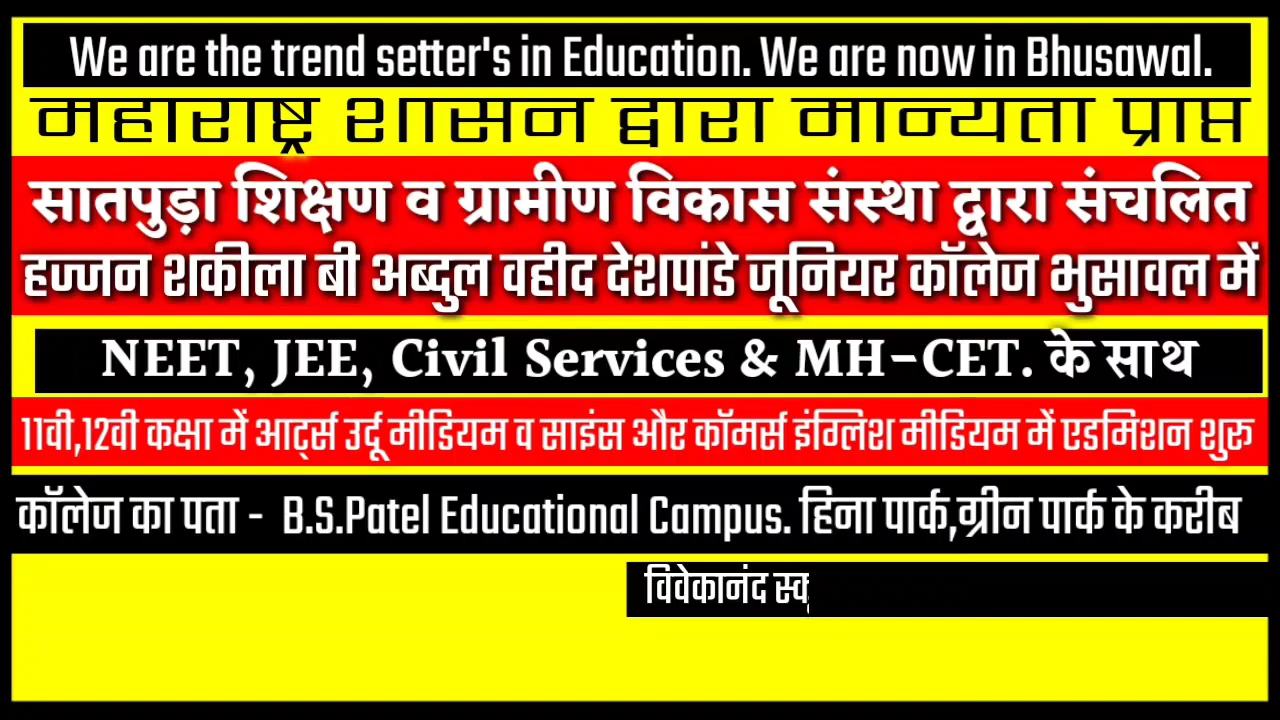 We are the trend setter's in Education. We are now in Bhusawal.
महाराष्ट्र शासन द्वारा मान्यता प्राप्त
सातपुड़ा शिक्षण व ग्रामीण विकास संस्था द्वारा संचलित
हज्जन शकीला बी अब्दुल वहीद देशपांडे जूनियर कॉलेज भुसावल में
NEET, JEE, Civil Services & MH-CET. के साथ
11वी,12वी कक्षा में आर्ट्स उर्दू मीडियम व साइंस और कॉमर्स इंग्लिश मीडियम में एडमिशन शुरू
कॉलेज का पता - B.S.Patel Educational Campus. हिना पार्क,ग्रीन पार्क के करीब
विवेकानंद